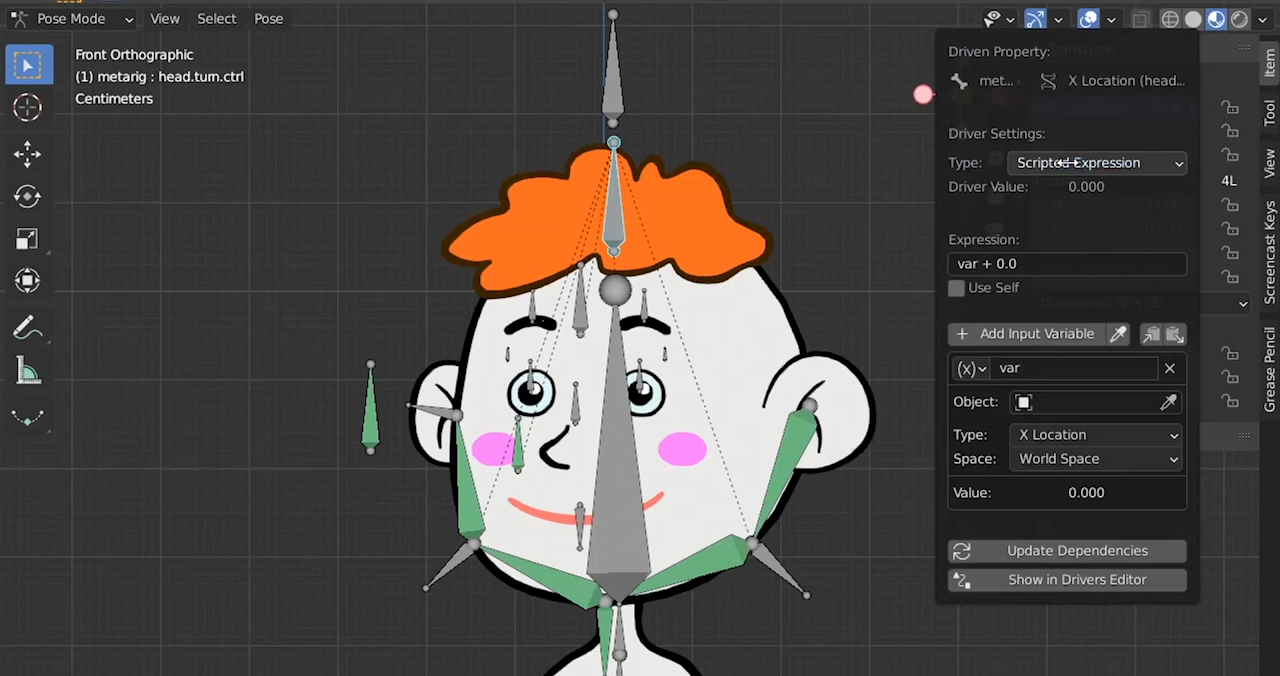 Pose Mode View Select Pose
Front Orthographic
(1) metarig : head.turn.ctrl
Centimeters
Driven Property:
met... X Location (head...
Driver Settings:
Type: Scripted Expression
Driver Value: 0.000
Expression:
var + 0.0
Use Self
+ Add Input Variable
(x) var
Object:
Type: X Location
Space: World Space
Value: 0.000
Update Dependencies
Show in Drivers Editor
4L
Item
Tool
View
Screencast Keys
Grease Pencil